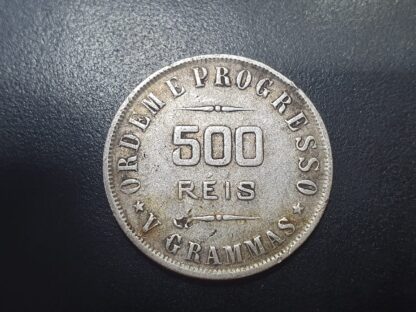 ORDEM E PROGRESSO
500
RÉIS
V GRAMMAS